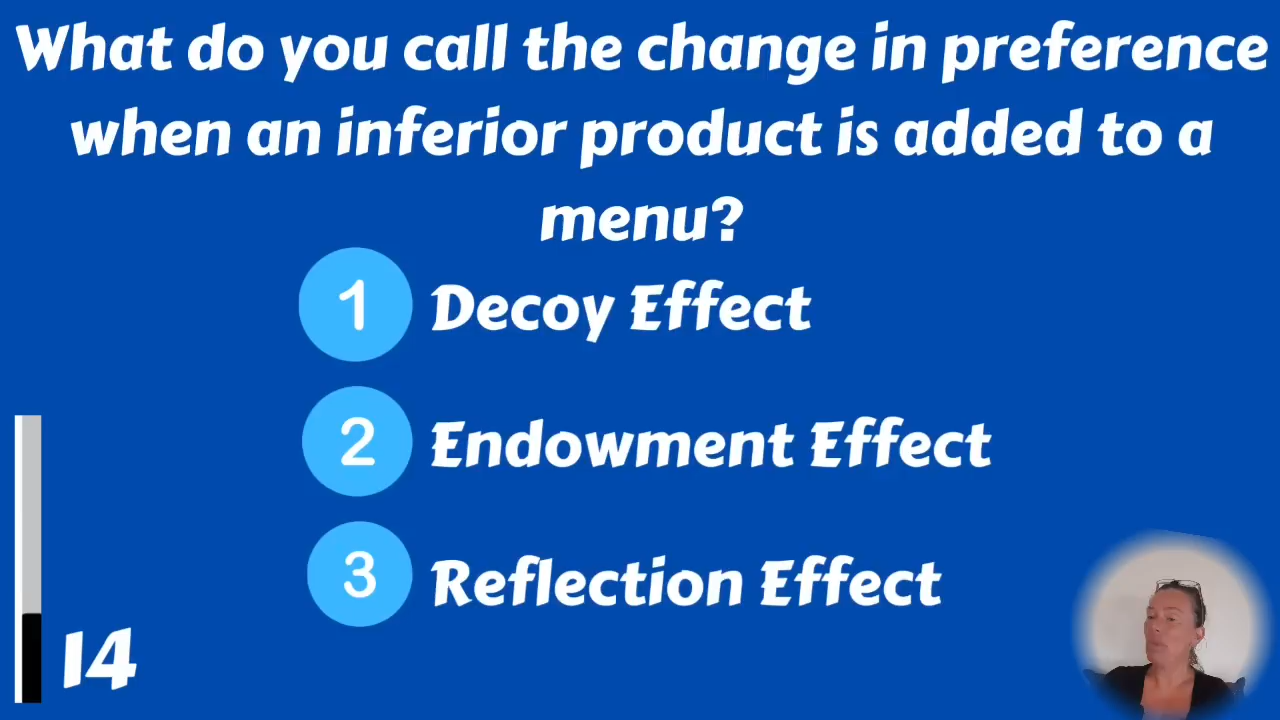 What do you call the change in preference
when an inferior product is added to a
menu?
1 Decoy Effect
2 Endowment Effect
3 Reflection Effect
14